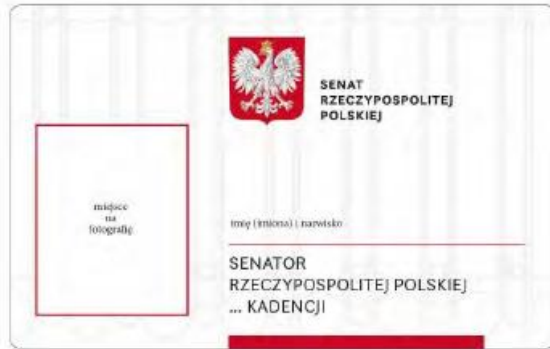 SENAT
RZECZYPOSPOLITEJ
POLSKIEJ
miejsce
na
fotografię
imię (imiona) i nazwisko
SENATOR
RZECZYPOSPOLITEJ POLSKIEJ
... KADENCJI